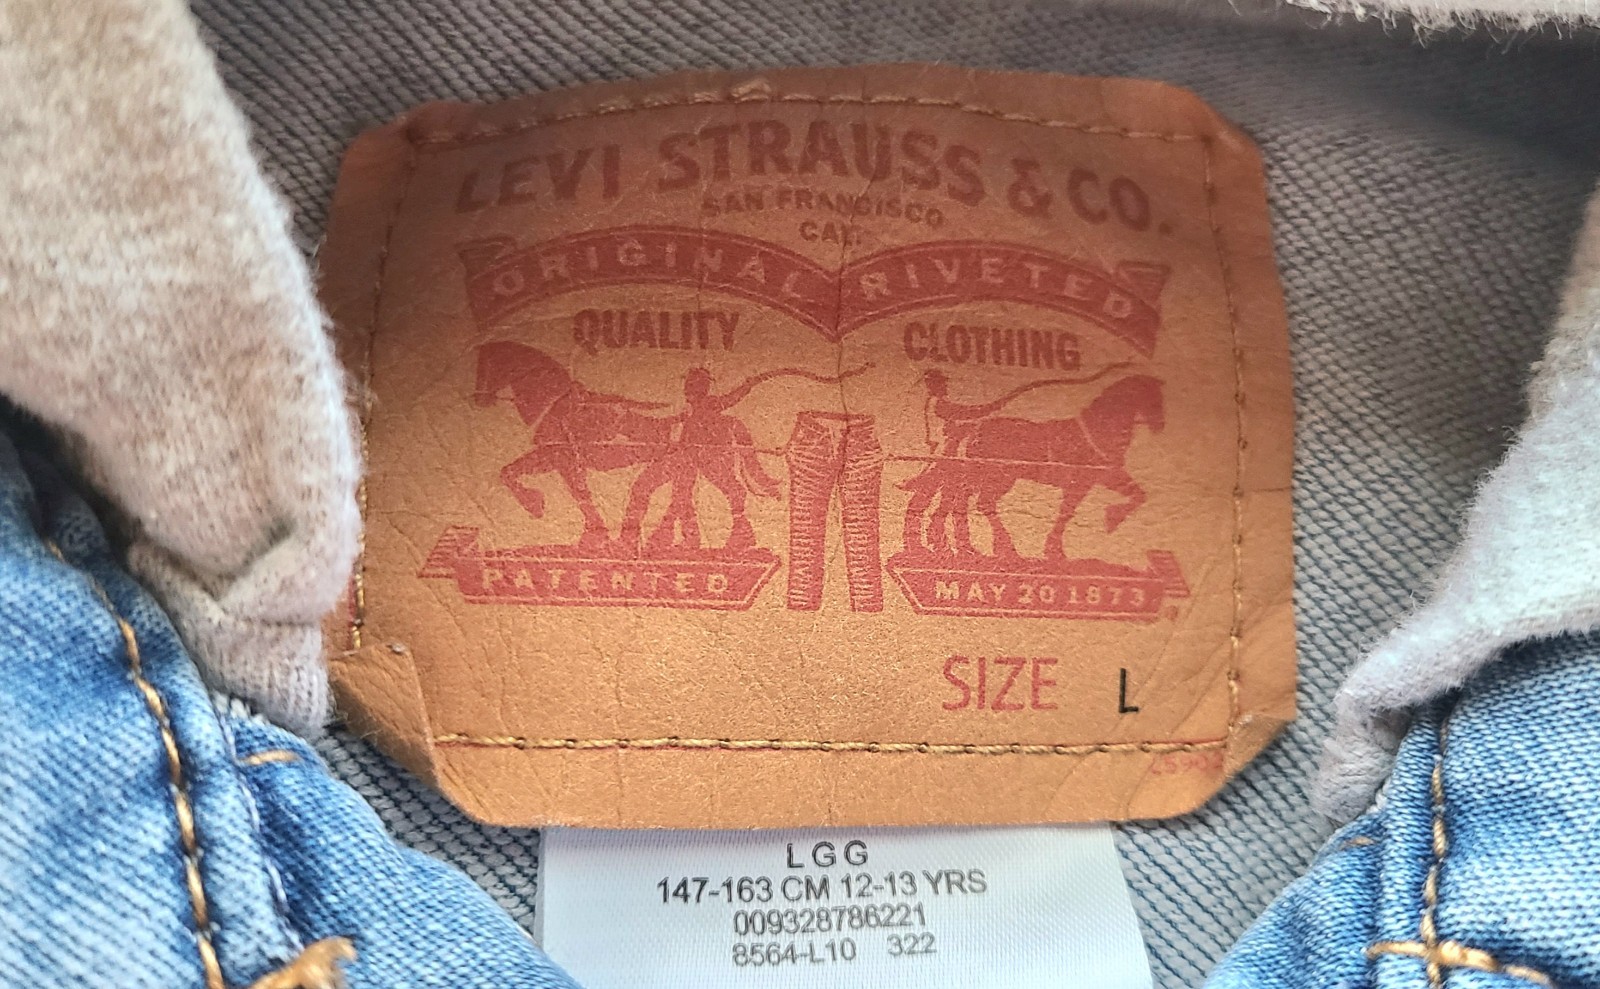 LEVI STRAUSS & CO.
SAN FRANCISCO
CAL.
ORIGINAL RIVETED
QUALITY CLOTHING
PATENTED MAY 20 1873
SIZE L
L G G
147-163 CM 12-13 YRS
009328786221
8564-L10 322